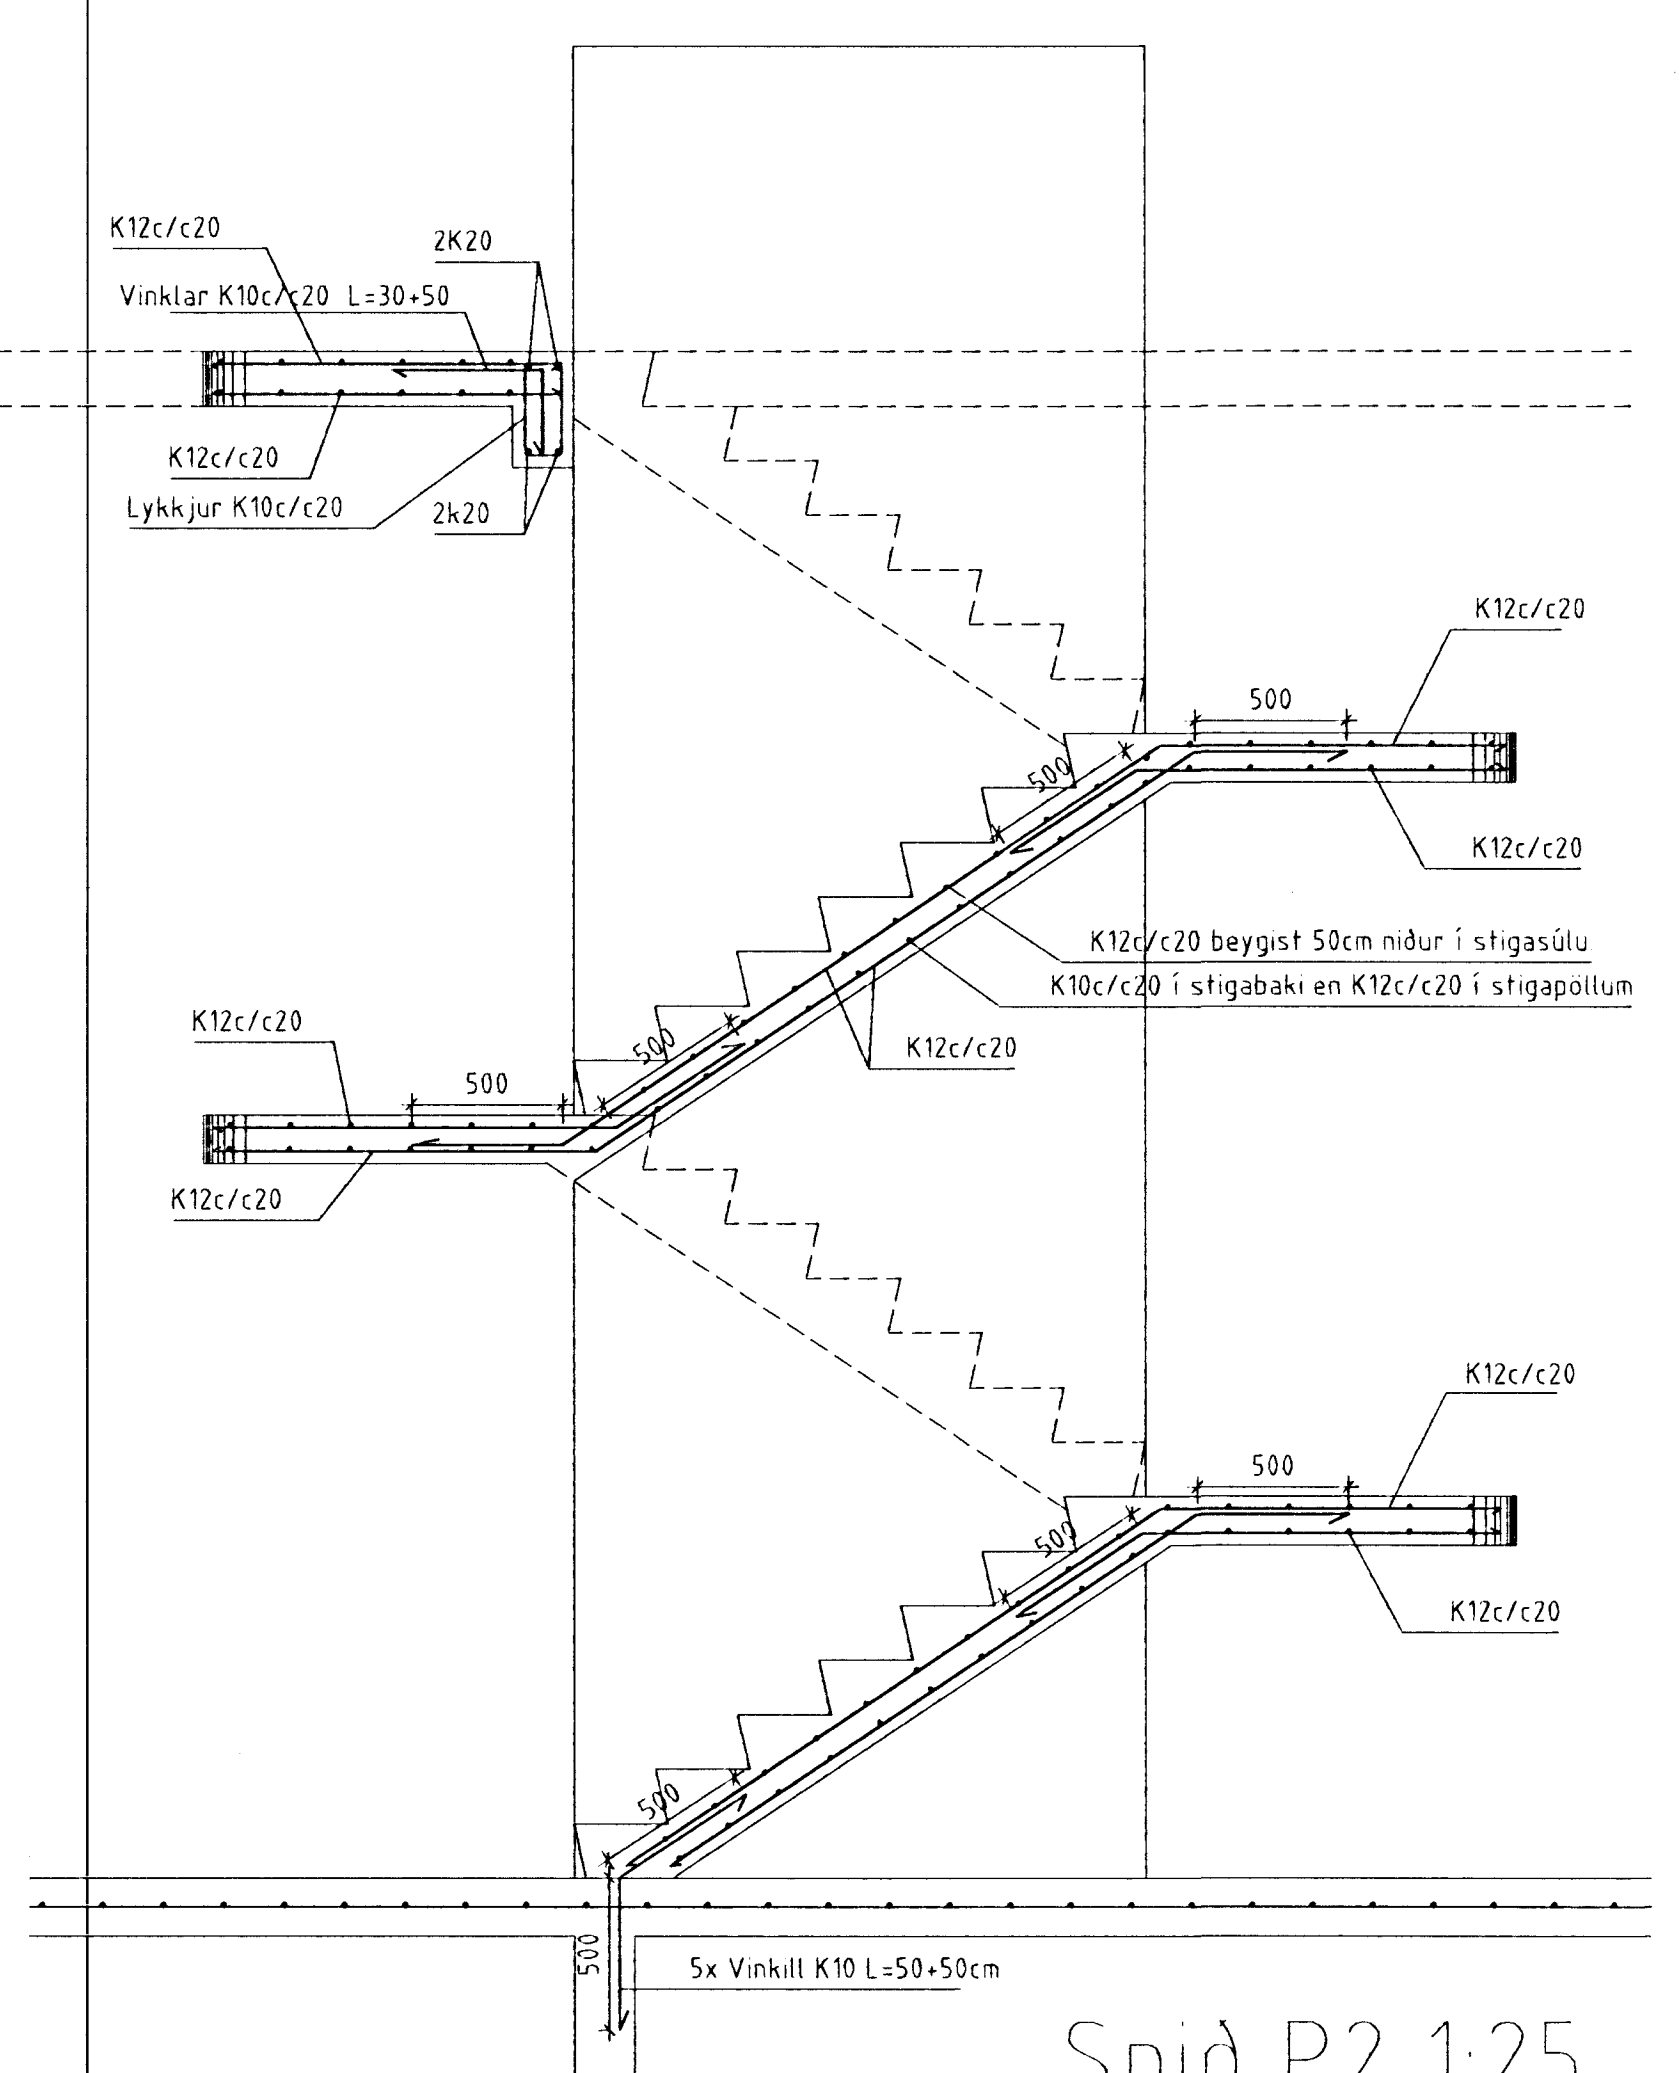 K12c/c20
2K20
Vinklar K10c/c20 L=30+50
K12c/c20
Lykkjur K10c/c20
2k20
K12c/c20
500
500
K12c/c20
K12c/c20 beygist 50cm niður í stigasúlu
K10c/c20 í stigabaki en K12c/c20 í stigapöllum
K12c/c20
K12c/c20
500
500
K12c/c20
K12c/c20
500
500
K12c/c20
500
500
5x Vinkill K10 L=50+50cm
Snið P2 1:25